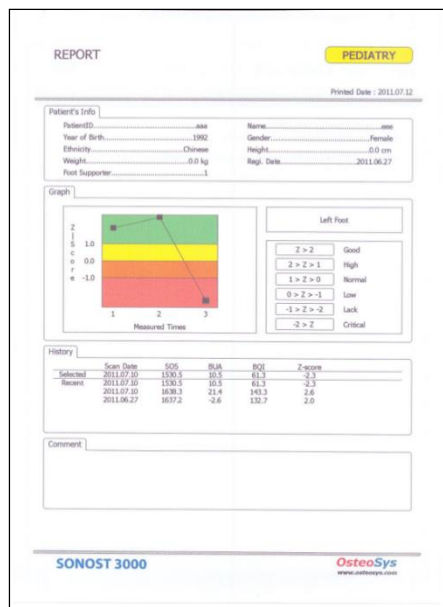 REPORT
PEDIATRY
Printed Date : 2011.07.12
Patient's Info
PatientID.......................................aaa
Name............................................eee
Year of Birth...............................1992
Gender....................................Female
Ethnicity....................................Chinese
Height......................................0.0 cm
Weight........................................0.0 kg
Regi. Date..............................2011.06.27
Foot Supporter..............................1
Graph
Z
|
S
c
o
r
e
1.0
0.0
-1.0
1 2 3
Measured Times
Left Foot
Z > 2 Good
2 > Z > 1 High
1 > Z > 0 Normal
0 > Z > -1 Low
-1 > Z > -2 Lack
-2 > Z Critical
History
Scan Date SOS BUA BQI Z-score
Selected 2011.07.10 1530.5 10.5 61.3 -2.3
Recent 2011.07.10 1530.5 10.5 61.3 -2.3
2011.07.10 1638.3 21.4 143.3 2.6
2011.06.27 1637.2 -2.6 132.7 2.0
Comment
SONOST 3000
OsteoSys
www.osteosys.com